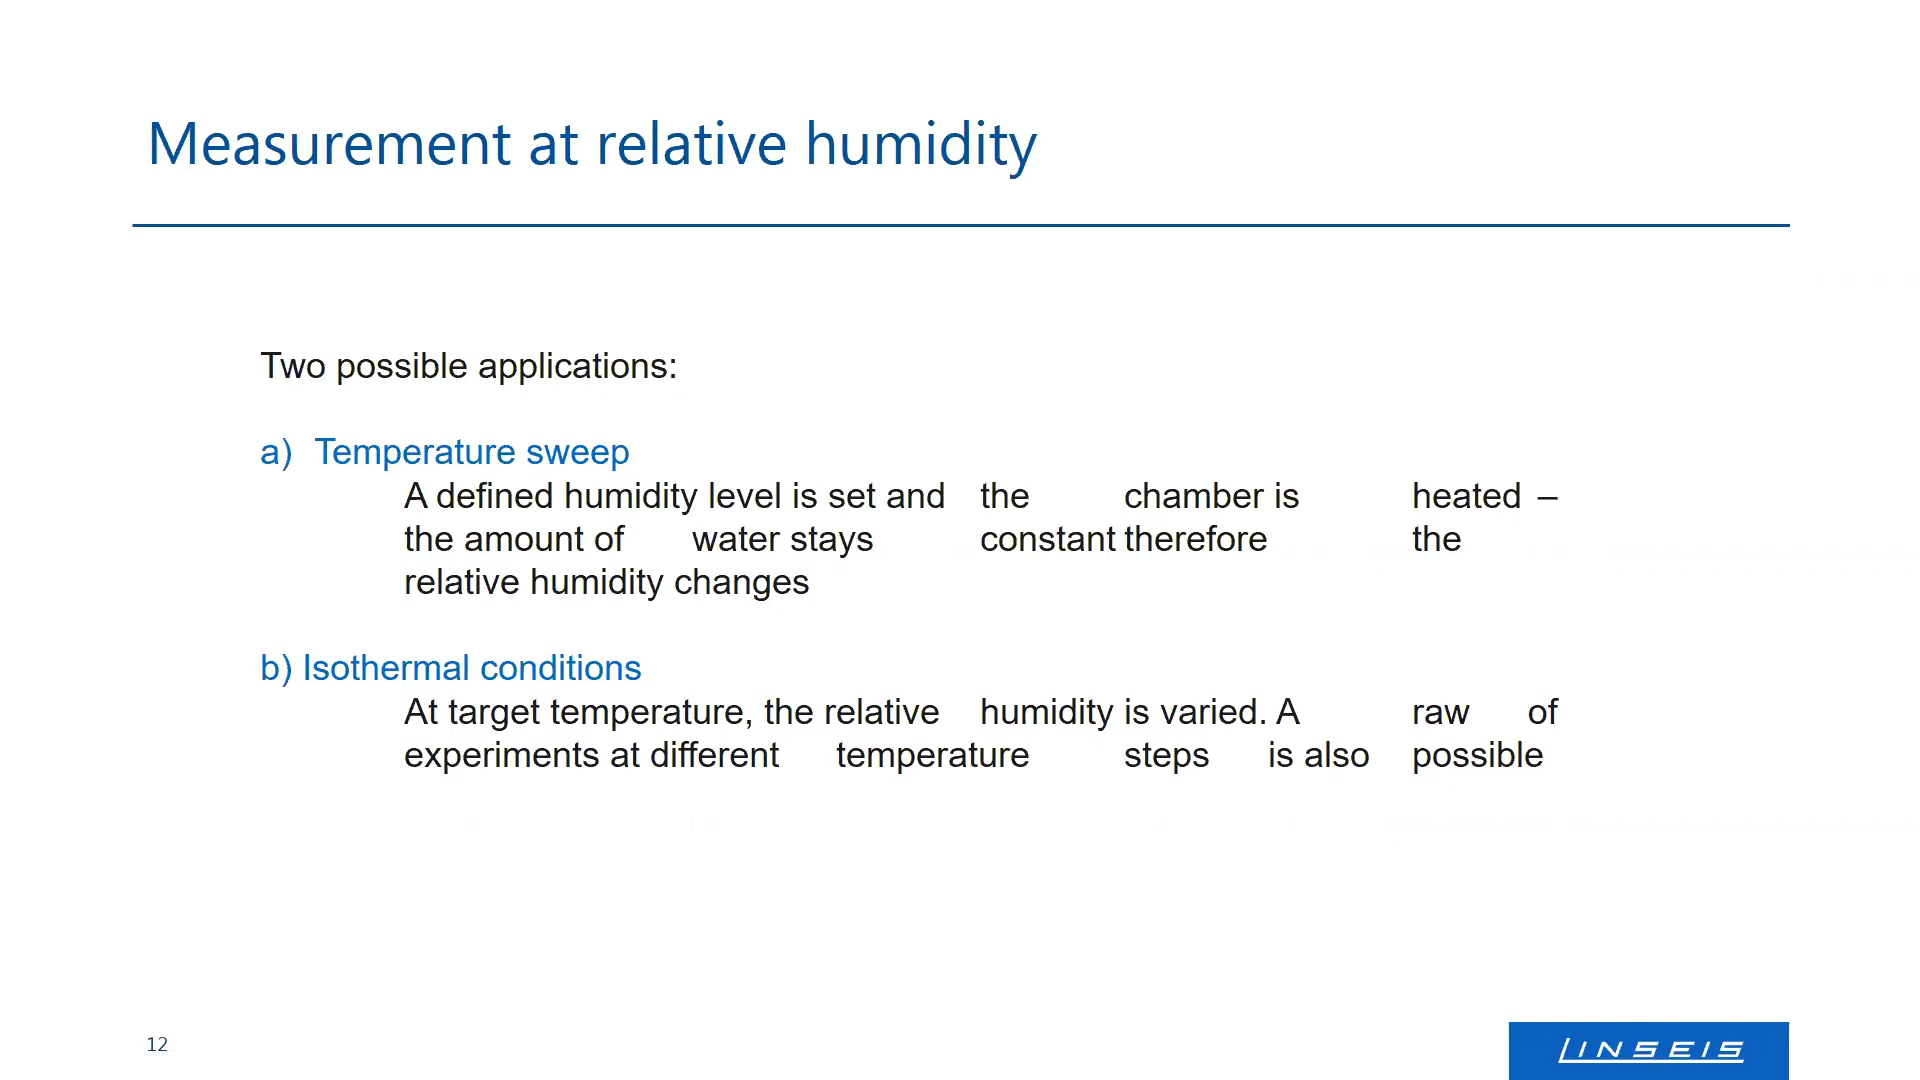 Measurement at relative humidity
Two possible applications:
a) Temperature sweep
A defined humidity level is set and the chamber is heated –
the amount of water stays constant therefore the
relative humidity changes
b) Isothermal conditions
At target temperature, the relative humidity is varied. A raw of
experiments at different temperature steps is also possible
12
LINSEIS